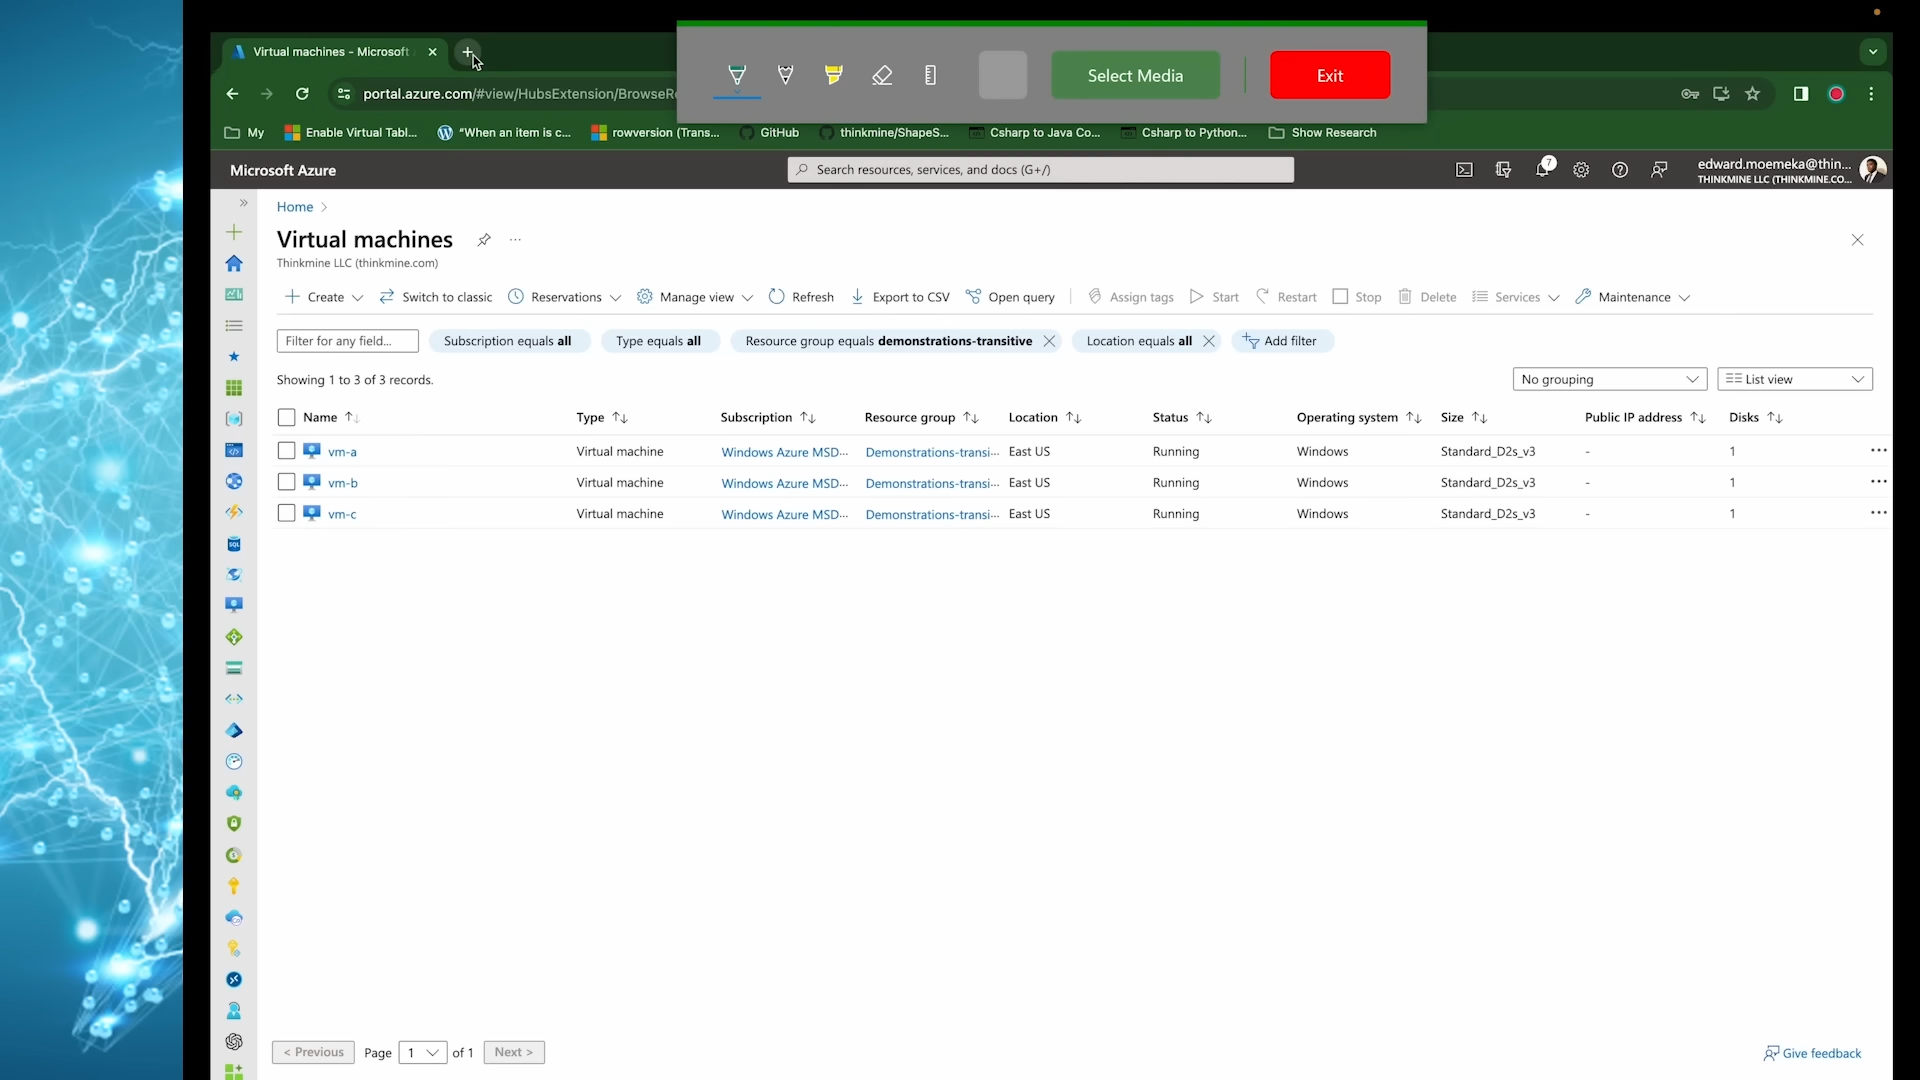 Virtual machines - Microsoft
Select Media
Exit
portal.azure.com/#view/HubsExtension/BrowseRe
My
Enable Virtual Tabl...
"When an item is c...
rowversion (Trans...
GitHub
thinkmine/ShapeS...
Csharp to Java Co...
Csharp to Python...
Show Research
Microsoft Azure
Search resources, services, and docs (G+/)
7
edward.moemeka@thin...
THINKMINE LLC (THINKMINE.CO...
Home
Virtual machines
...
Thinkmine LLC (thinkmine.com)
Create
Switch to classic
Reservations
Manage view
Refresh
Export to CSV
Open query
Assign tags
Start
Restart
Stop
Delete
Services
Maintenance
Filter for any field...
Subscription equals all
Type equals all
Resource group equals demonstrations-transitive
Location equals all
Add filter
Showing 1 to 3 of 3 records.
No grouping
List view
Name Type Subscription Resource group Location Status Operating system Size Public IP address Disks
vm-a Virtual machine Windows Azure MSD... Demonstrations-transi... East US Running Windows Standard_D2s_v3 - 1 ...
vm-b Virtual machine Windows Azure MSD... Demonstrations-transi... East US Running Windows Standard_D2s_v3 - 1 ...
vm-c Virtual machine Windows Azure MSD... Demonstrations-transi... East US Running Windows Standard_D2s_v3 - 1 ...
SQL
< Previous Page 1 of 1 Next >
Give feedback